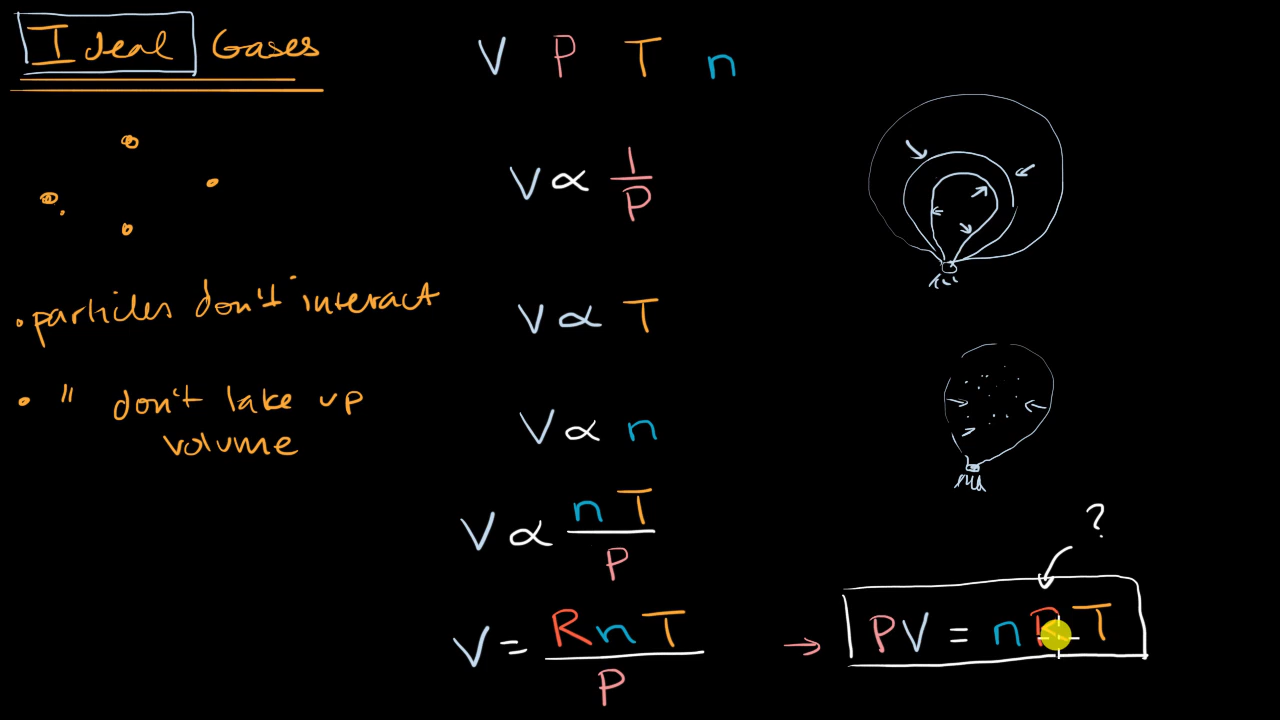 Ideal Gases
V P T n
V ∝ 1/P
• particles don't interact
V ∝ T
• " don't take up
volume
V ∝ n
V ∝ nT/P
?
V = RnT/P
→ PV = nRT